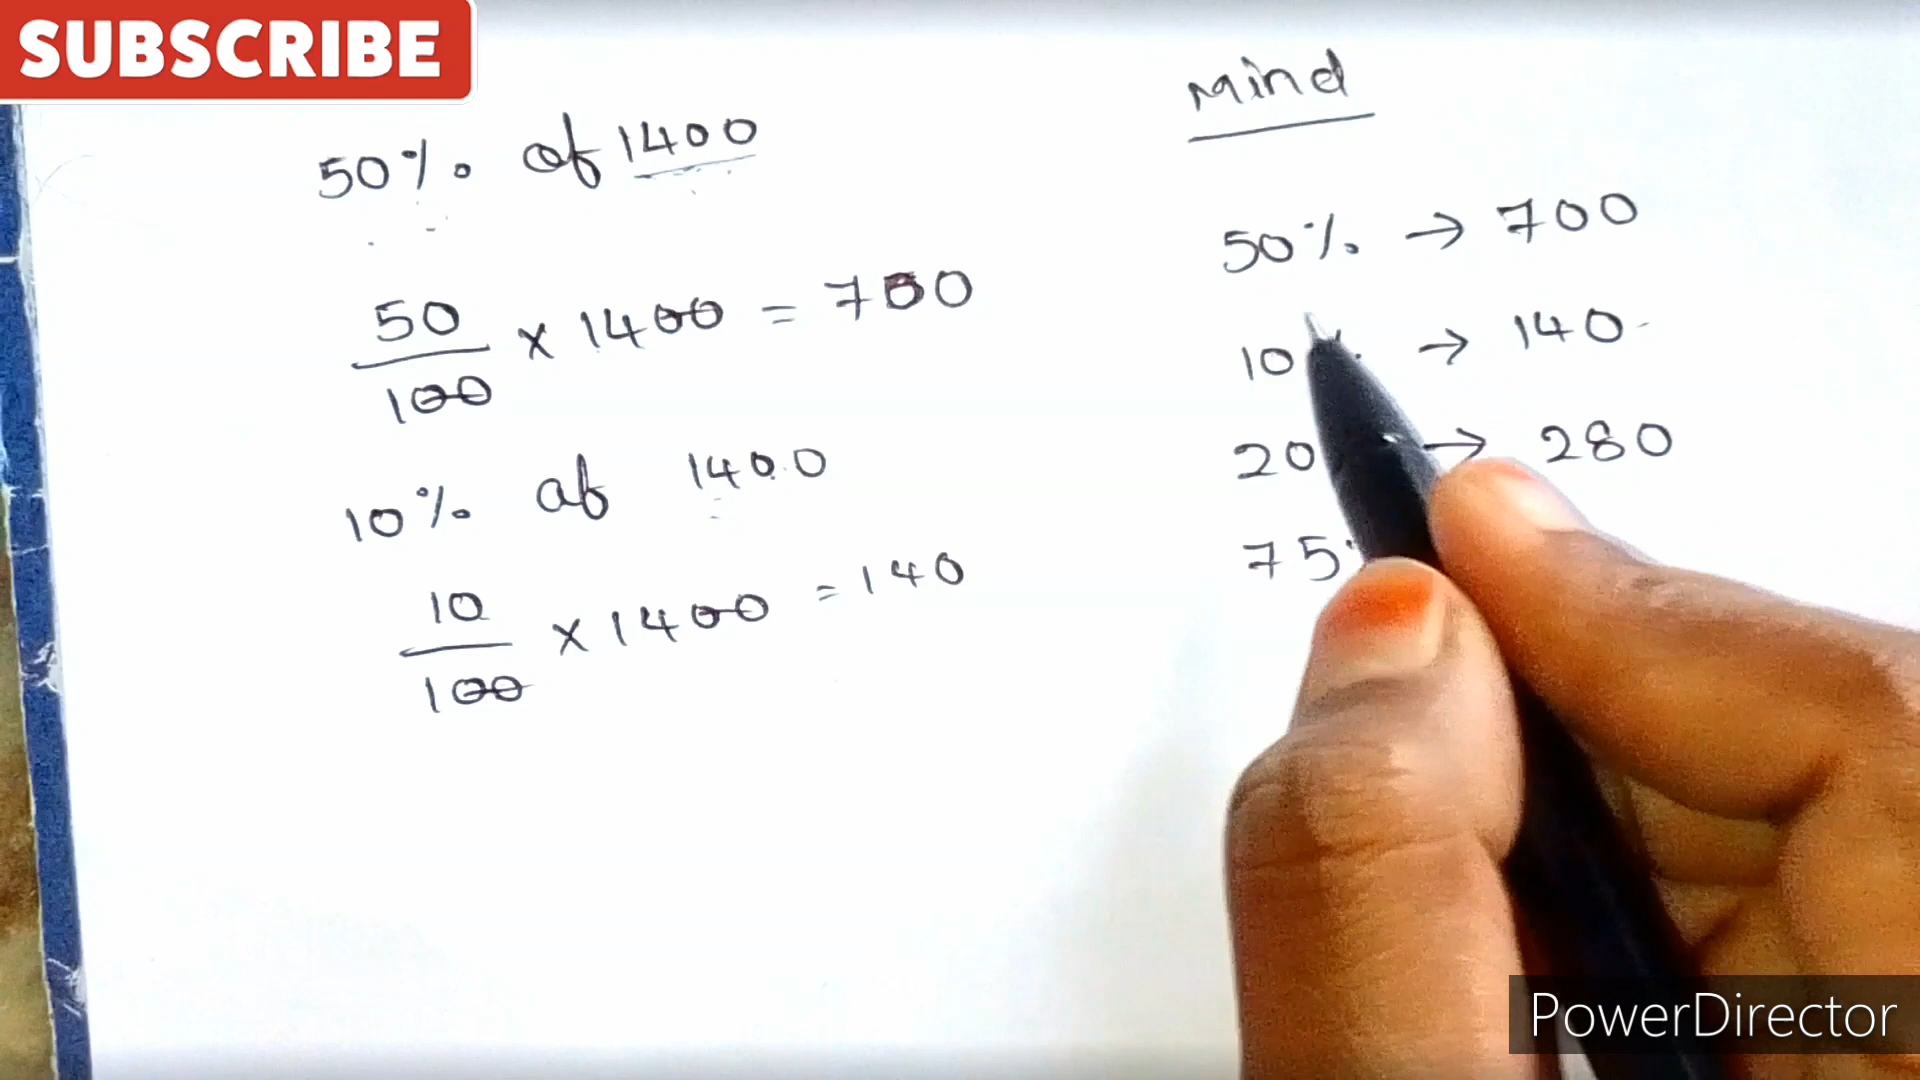 SUBSCRIBE
50% of 1400
50
100 × 1400 = 700
10% of 1400
10
100 × 1400 = 140
Mind
50% → 700
10%. → 140
20 → 280
75
PowerDirector